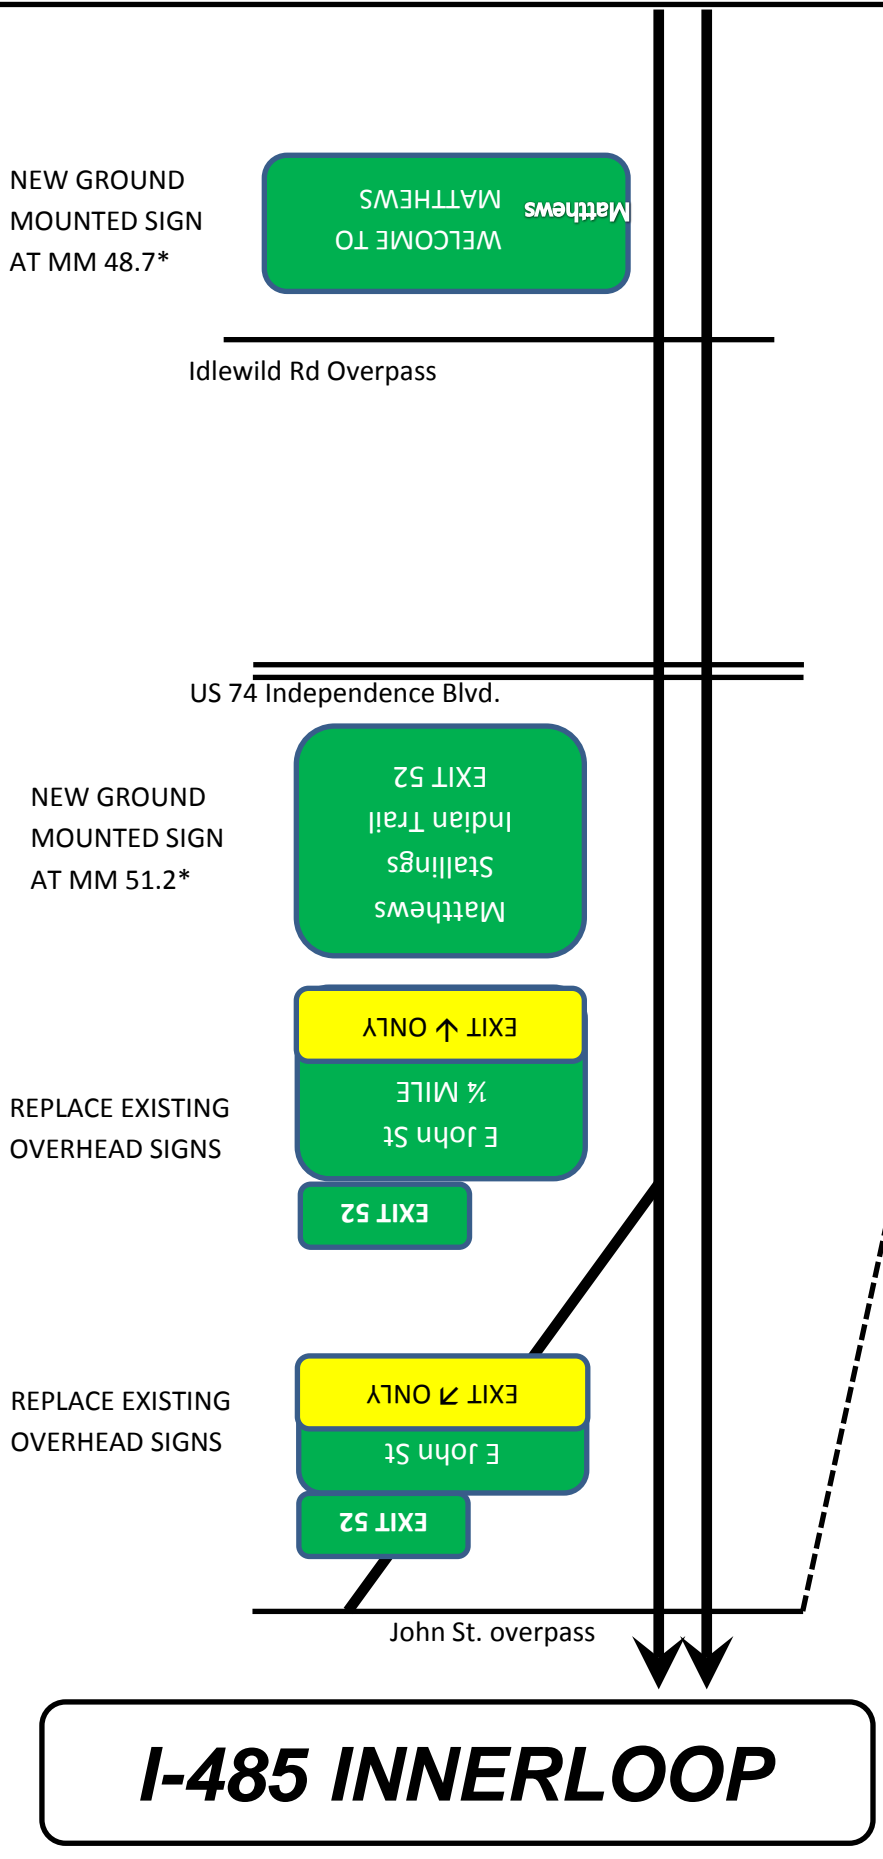 NEW GROUND
MOUNTED SIGN
AT MM 48.7*
WELCOME TO
MATTHEWS
Matthews
Idlewild Rd Overpass
US 74 Independence Blvd.
NEW GROUND
MOUNTED SIGN
AT MM 51.2*
Matthews
Stallings
Indian Trail
EXIT 52
REPLACE EXISTING
OVERHEAD SIGNS
EXIT 52
E John St
¼ MILE
EXIT ↓ ONLY
REPLACE EXISTING
OVERHEAD SIGNS
EXIT 52
E John St
EXIT ↗ ONLY
John St. overpass
I-485 INNERLOOP